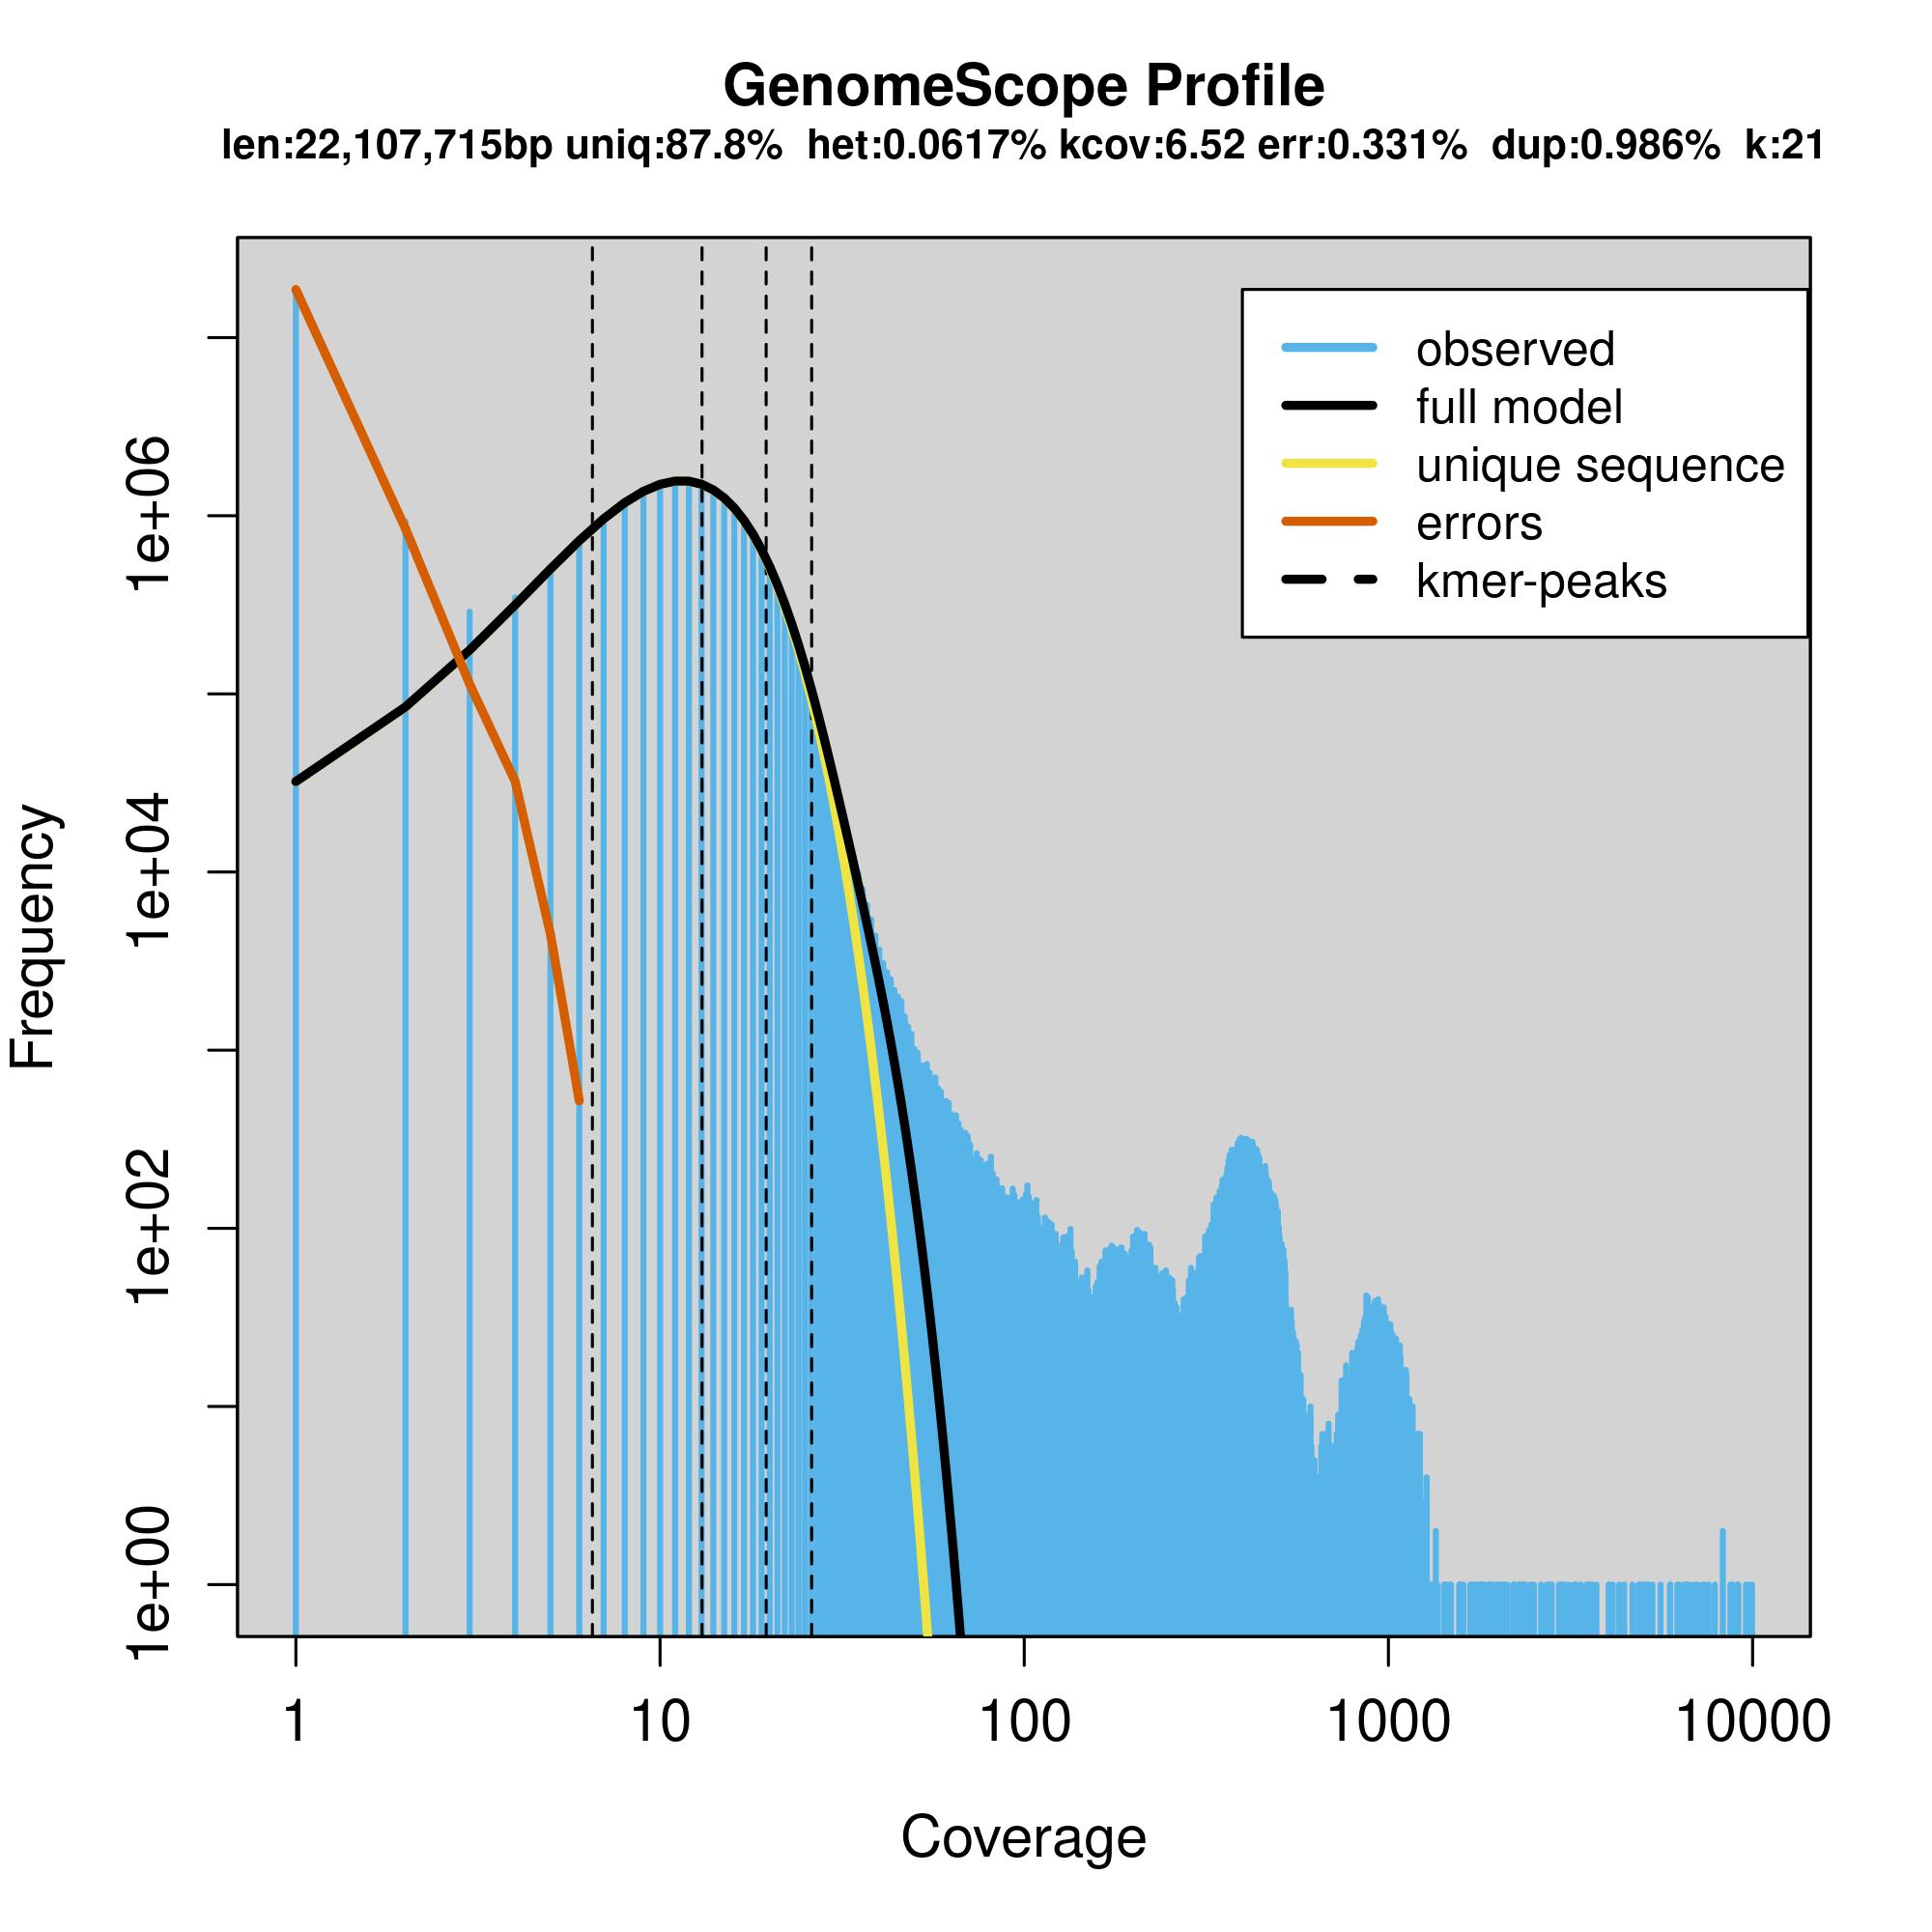 GenomeScope Profile
len:22,107,715bp uniq:87.8% het:0.0617% kcov:6.52 err:0.331% dup:0.986% k:21
observed
full model
unique sequence
errors
kmer-peaks
Frequency
1e+06
1e+04
1e+02
1e+00
1 10 100 1000 10000
Coverage